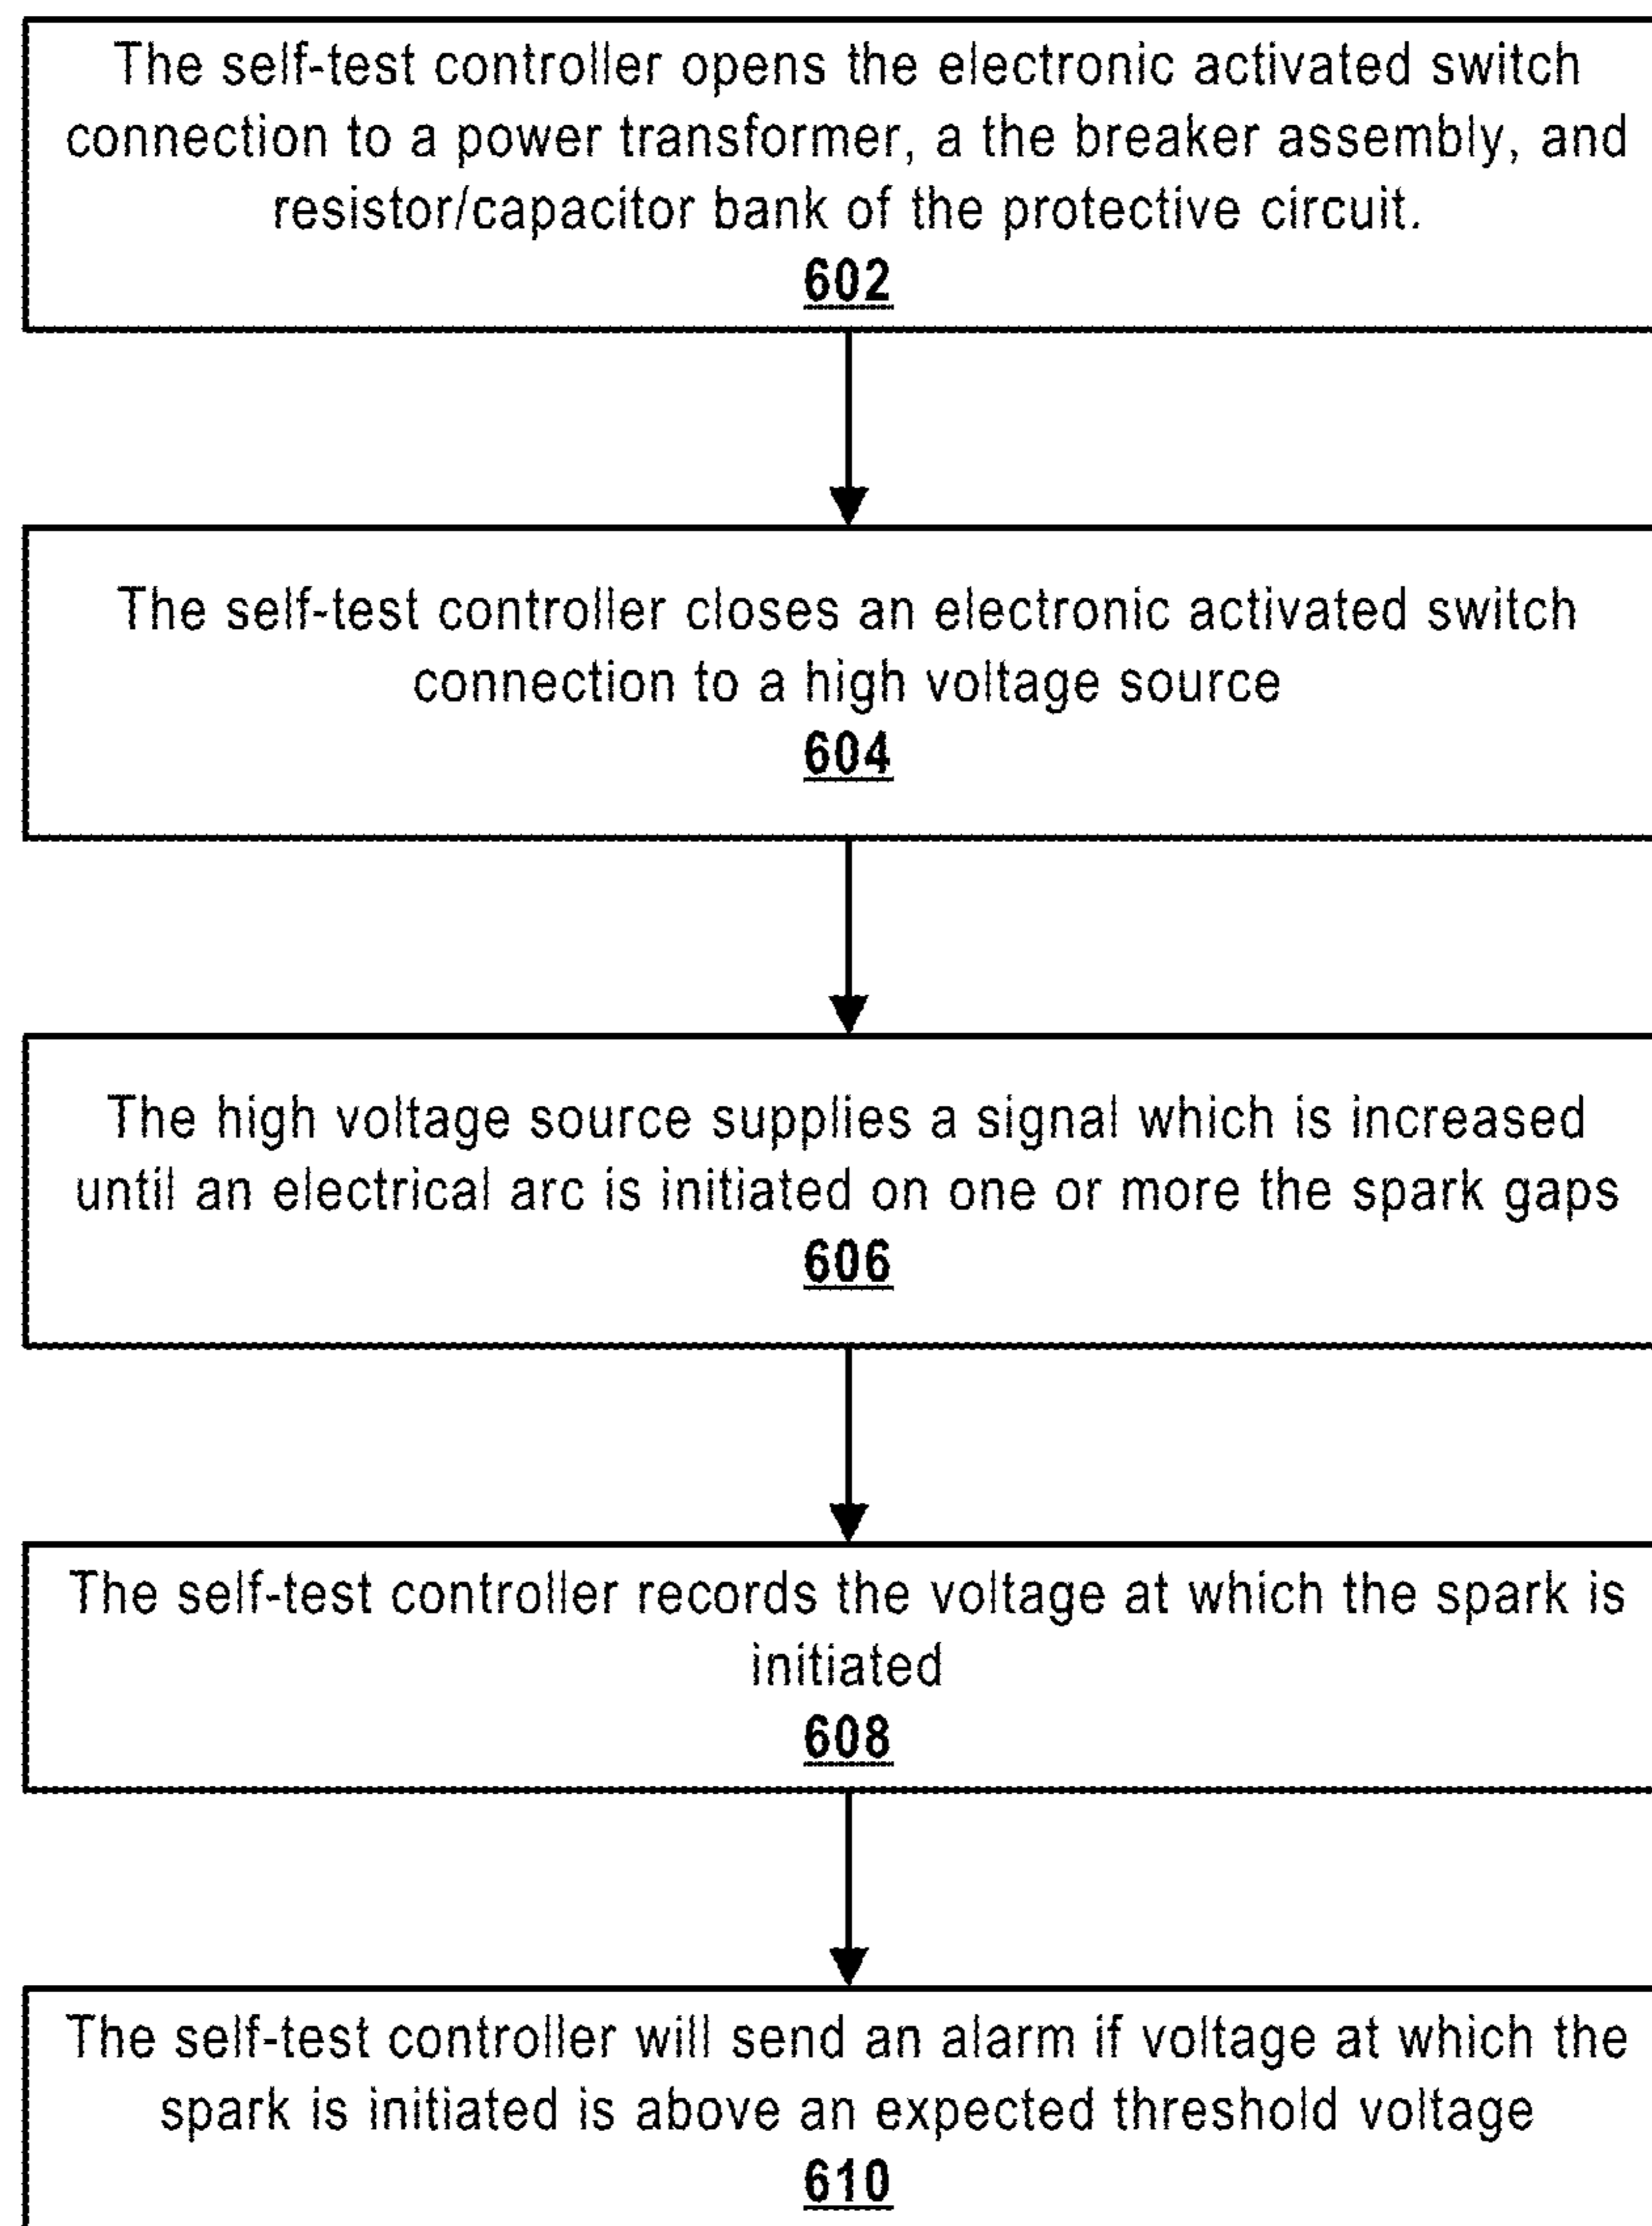 The self-test controller opens the electronic activated switch
connection to a power transformer, a the breaker assembly, and
resistor/capacitor bank of the protective circuit.
602
The self-test controller closes an electronic activated switch
connection to a high voltage source
604
The high voltage source supplies a signal which is increased
until an electrical arc is initiated on one or more the spark gaps
606
The self-test controller records the voltage at which the spark is
initiated
608
The self-test controller will send an alarm if voltage at which the
spark is initiated is above an expected threshold voltage
610